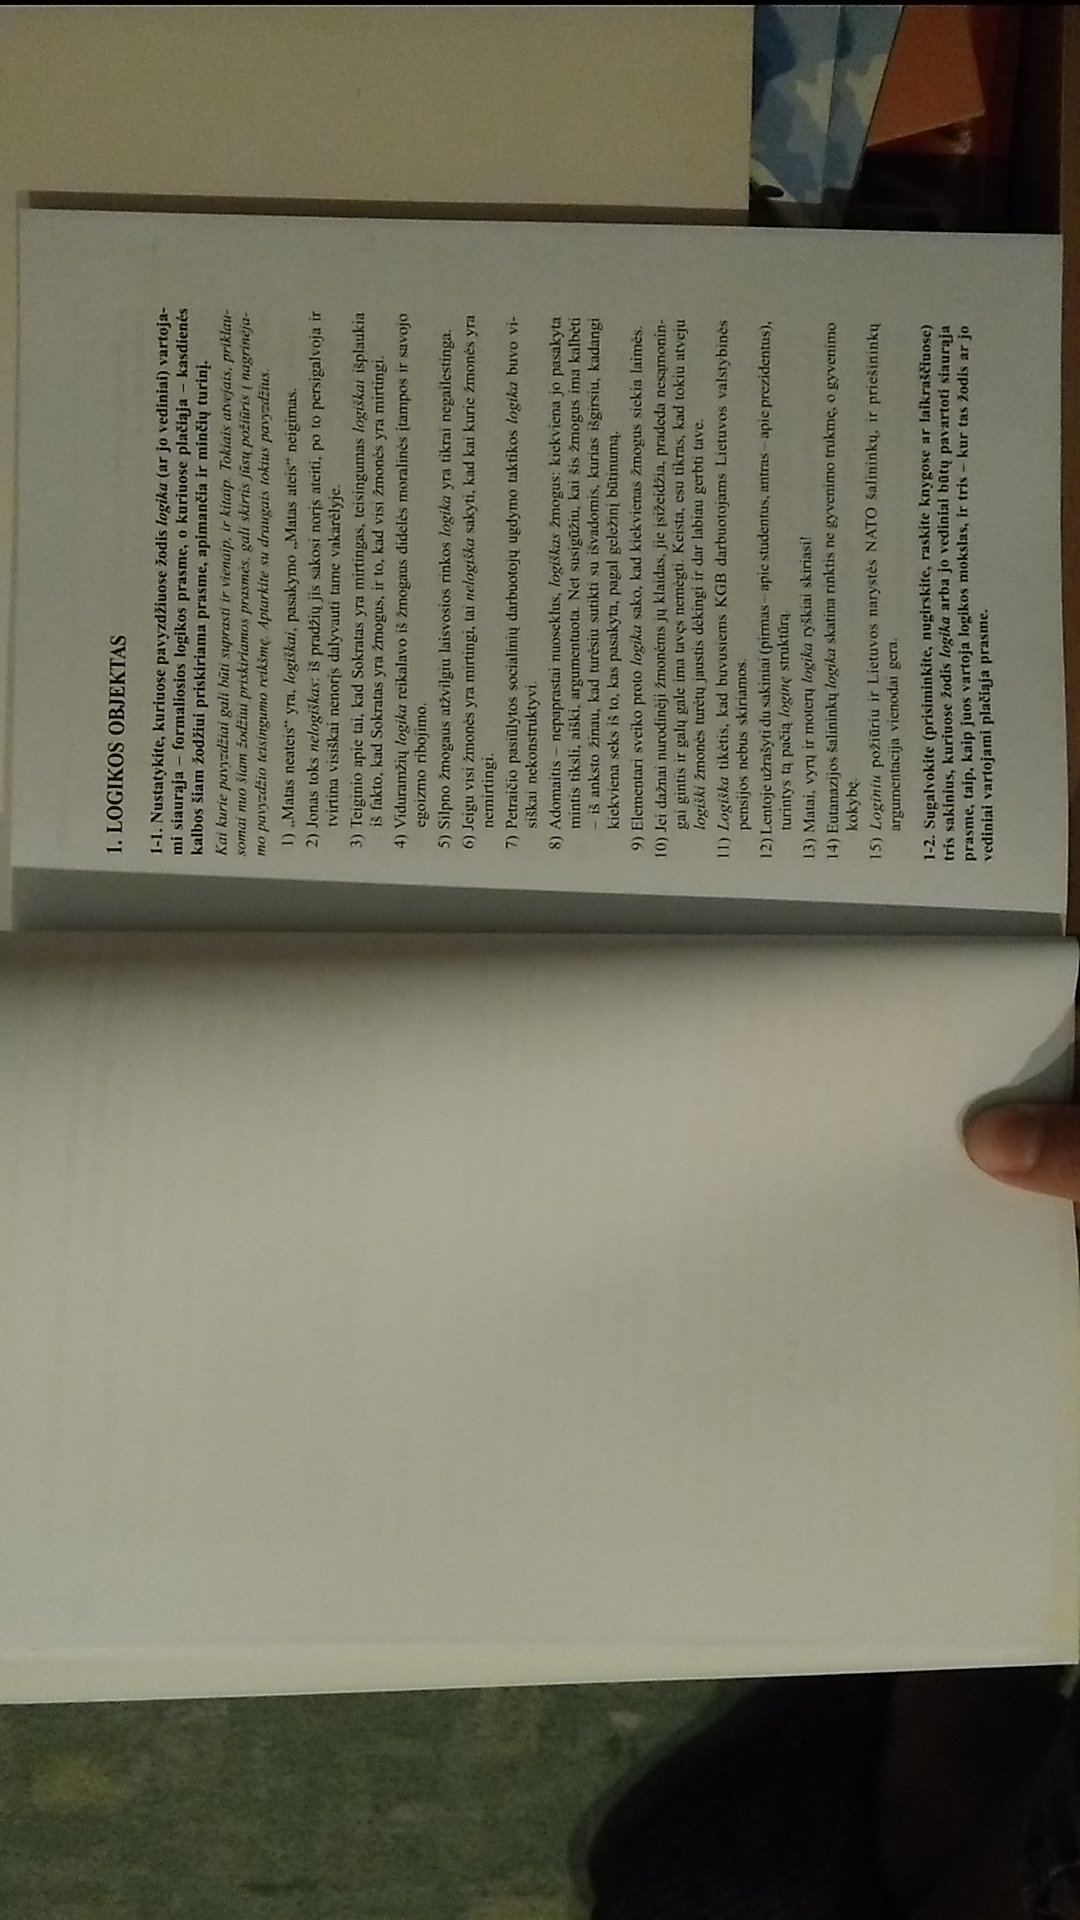 1. LOGIKOS OBJEKTAS
1-1. Nustatykite, kuriuose pavyzdžiuose žodis logika (ar jo vediniai) vartoja-
mi siaurąja – formaliosios logikos prasme, o kuriuose plačiąja – kasdienės
kalbos šiam žodžiui priskiriama prasme, apimančia ir minčių turinį.
Kai kurie pavyzdžiai gali būti suprasti ir vienaip, ir kitaip. Tokiais atvejais, priklau-
somai nuo šiam žodžiui priskiriamos prasmės, gali skirtis jūsų požiūris į nagrinėja-
mo pavyzdžio teisingumo reikšmę. Aptarkite su draugais tokius pavyzdžius.
1) „Matas neateis“ yra, logiškai, pasakymo „Matas ateis“ neigimas.
2) Jonas toks nelogiškas: iš pradžių jis sakosi norįs ateiti, po to persigalvoja ir
tvirtina visiškai nenorįs dalyvauti tame vakarėlyje.
3) Teiginio apie tai, kad Sokratas yra mirtingas, teisingumas logiškai išplaukia
iš fakto, kad Sokratas yra žmogus, ir to, kad visi žmonės yra mirtingi.
4) Viduramžių logika reikalavo iš žmogaus didelės moralinės įtampos ir savojo
egoizmo ribojimo.
5) Silpno žmogaus atžvilgiu laisvosios rinkos logika yra tikrai negailestinga.
6) Jeigu visi žmonės yra mirtingi, tai nelogiška sakyti, kad kai kurie žmonės yra
nemirtingi.
7) Petraičio pasiūlytos socialinių darbuotojų ugdymo taktikos logika buvo vi-
siškai nekonstruktyvi.
8) Adomaitis – nepaprastai nuoseklus, logiškas žmogus: kiekviena jo pasakyta
mintis tiksli, aiški, argumentuota. Net susigūžiu, kai šis žmogus ima kalbėti
– iš anksto žinau, kad turėsiu sutikti su išvadomis, kurias išgirsiu, kadangi
kiekviena seks iš to, kas pasakyta, pagal geležinį būtinumą.
9) Elementari sveiko proto logika sako, kad kiekvienas žmogus siekia laimės.
10) Jei dažnai nurodinėji žmonėms jų klaidas, jie įsižeidžia, pradeda nesąmonin-
gai gintis ir galų gale ima tavęs nemėgti. Keista, esu tikras, kad tokiu atveju
logiški žmonės turėtų jaustis dėkingi ir dar labiau gerbti tave.
11) Logiška tikėtis, kad buvusiems KGB darbuotojams Lietuvos valstybinės
pensijos nebus skiriamos.
12) Lentoje užrašyti du sakiniai (pirmas – apie studentus, antras – apie prezidentus),
turintys tą pačią loginę struktūrą.
13) Matai, vyrų ir moterų logika ryškiai skiriasi!
14) Eutanazijos šalininkų logika skatina rinktis ne gyvenimo trukmę, o gyvenimo
kokybę.
15) Loginiu požiūriu ir Lietuvos narystės NATO šalininkų, ir priešininkų
argumentacija vienodai gera.
1-2. Sugalvokite (prisiminkite, nugirskite, raskite knygose ar laikraščiuose)
tris sakinius, kuriuose žodis logika arba jo vediniai būtų pavartoti siaurąja
prasme, taip, kaip juos vartoja logikos mokslas, ir tris – kur tas žodis ar jo
vediniai vartojami plačiąja prasme.